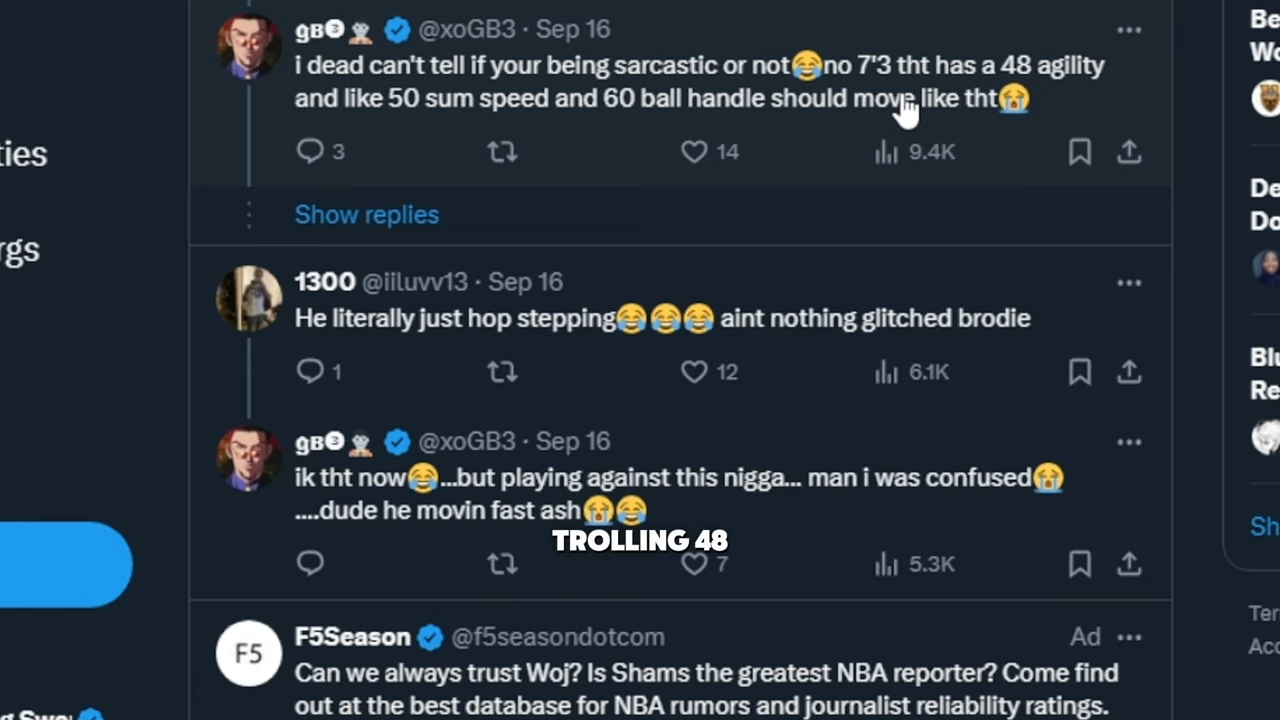 gB❸ @xoGB3 · Sep 16
i dead can't tell if your being sarcastic or not😂no 7'3 tht has a 48 agility
and like 50 sum speed and 60 ball handle should move like tht😭
3 14 9.4K
ties
Show replies
rgs
1300 @iiluvv13 · Sep 16
He literally just hop stepping😂😂😂 aint nothing glitched brodie
1 12 6.1K
gB❸ @xoGB3 · Sep 16
ik tht now😂...but playing against this nigga... man i was confused😭
....dude he movin fast ash😭😂
TROLLING 48
7 5.3K
F5Season @f5seasondotcom Ad
F5
Can we always trust Woj? Is Shams the greatest NBA reporter? Come find
out at the best database for NBA rumors and journalist reliability ratings.
Be
Wo
De
Do
Blu
Re
Sh
Ter
Acc